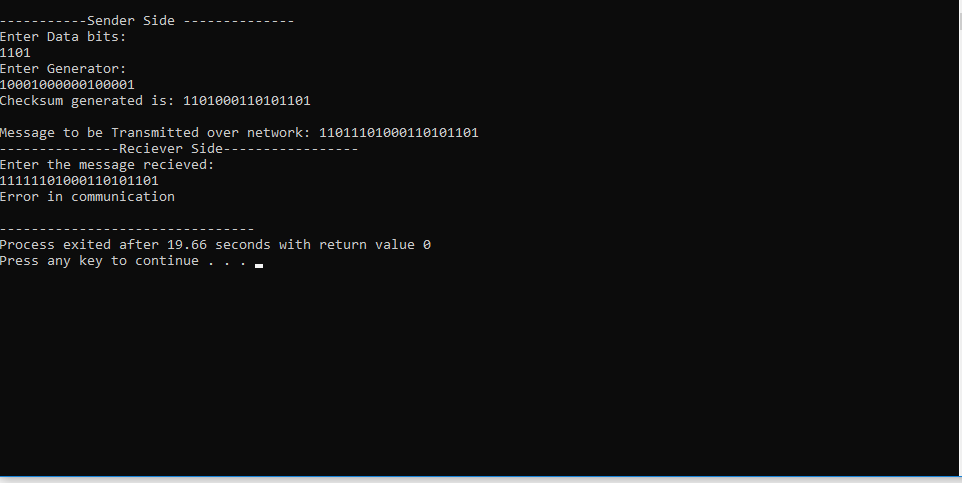 -----------Sender Side --------------
Enter Data bits:
1101
Enter Generator:
10001000000100001
Checksum generated is: 1101000110101101
Message to be Transmitted over network: 11011101000110101101
---------------Reciever Side-----------------
Enter the message recieved:
11111101000110101101
Error in communication
--------------------------------
Process exited after 19.66 seconds with return value 0
Press any key to continue . . .